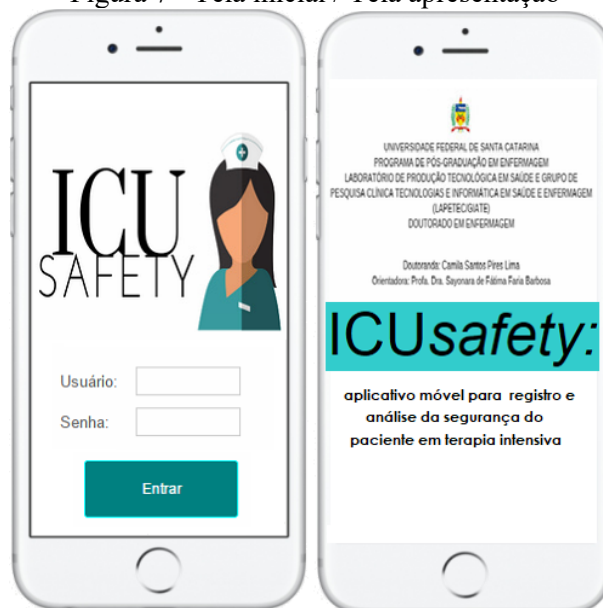 Figura 7 - Tela inicial / Tela apresentação
ICU
SAFETY
Usuário:
Senha:
Entrar
UNIVERSIDADE FEDERAL DE SANTA CATARINA
PROGRAMA DE PÓS-GRADUAÇÃO EM ENFERMAGEM
LABORATÓRIO DE PRODUÇÃO TECNOLÓGICA EM SAÚDE E GRUPO DE
PESQUISA CLÍNICA TECNOLOGIAS E INFORMÁTICA EM SAÚDE E ENFERMAGEM
(LAPETEC/GIATE)
DOUTORADO EM ENFERMAGEM
Doutoranda: Camila Santos Pires Lima
Orientadora: Profa. Dra. Sayonara de Fátima Faria Barbosa
ICUsafety:
aplicativo móvel para registro e
análise da segurança do
paciente em terapia intensiva